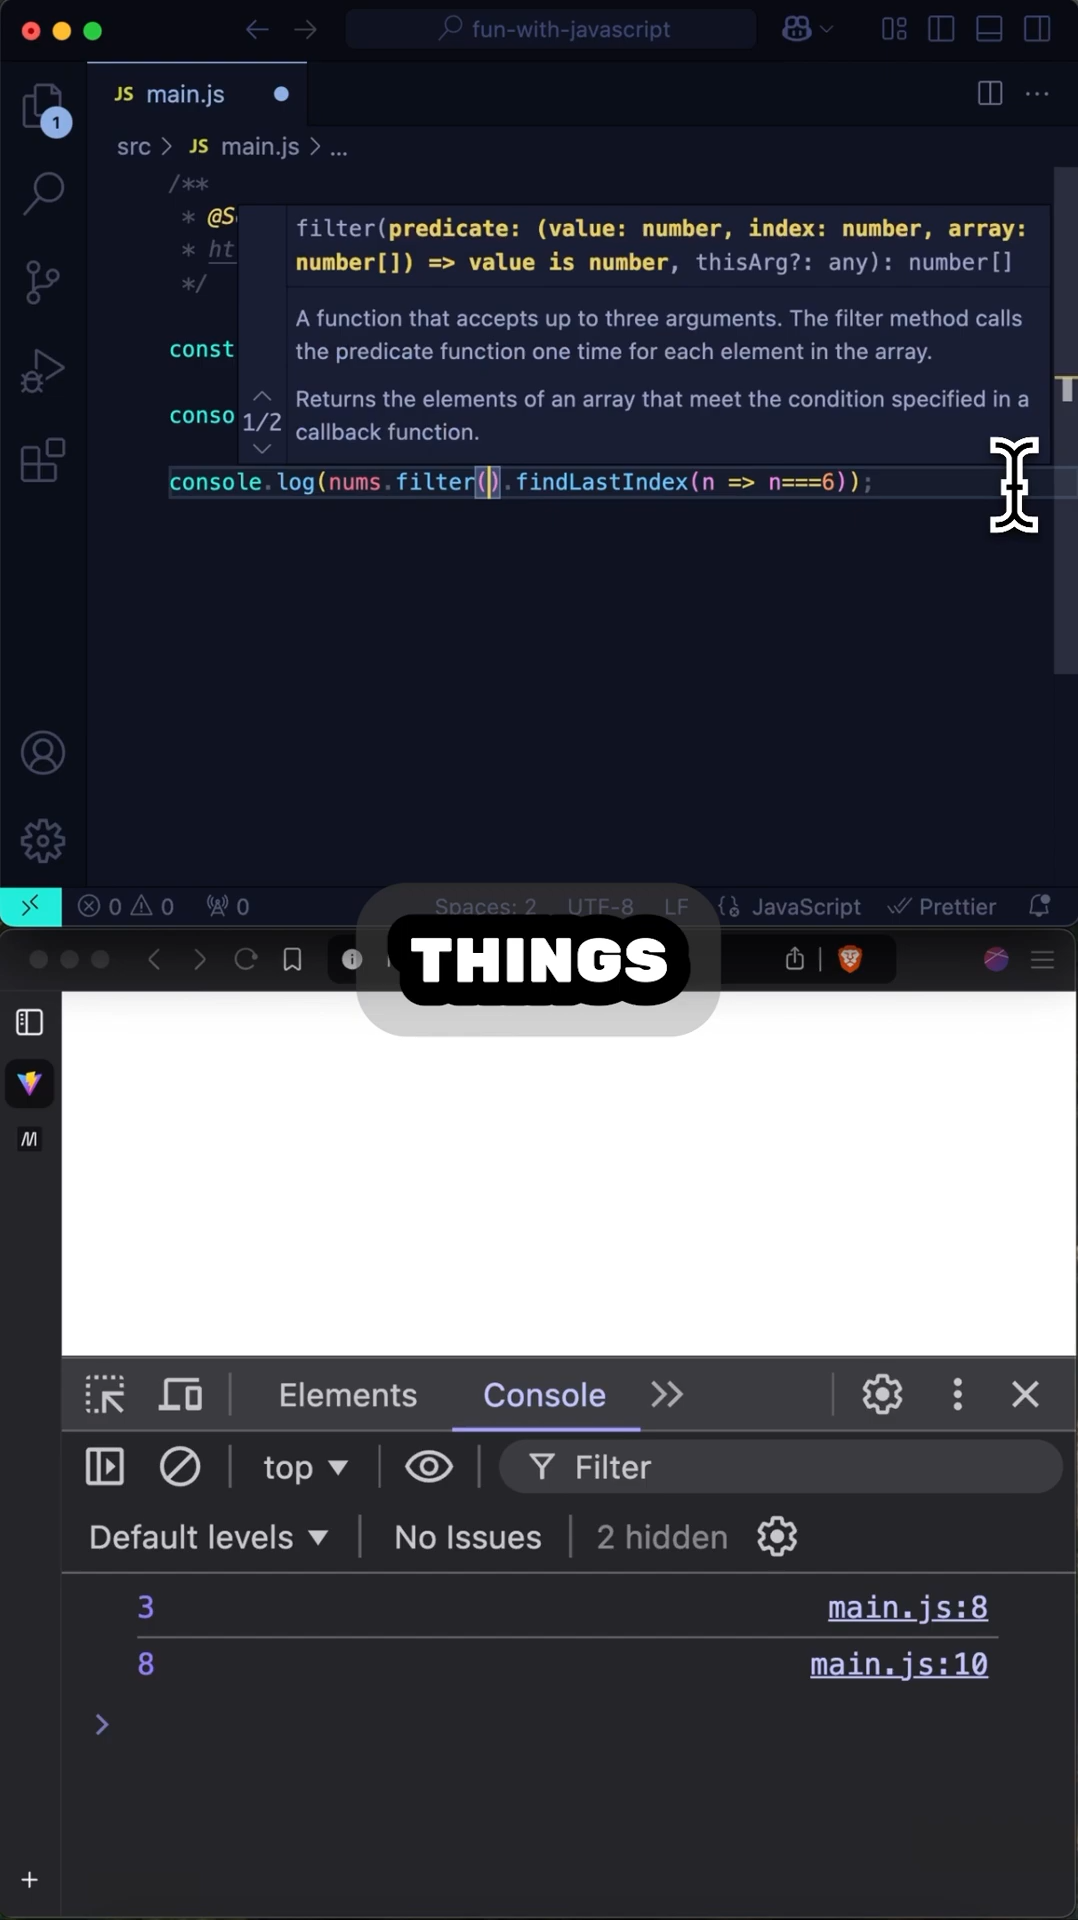 fun-with-javascript
JS main.js
1
src > JS main.js > ...
/**
* @S
* ht
*/
filter(predicate: (value: number, index: number, array:
number[]) => value is number, thisArg?: any): number[]
A function that accepts up to three arguments. The filter method calls
the predicate function one time for each element in the array.
Returns the elements of an array that meet the condition specified in a
callback function.
1/2
const
conso
console.log(nums.filter().findLastIndex(n => n===6));
0 0 0 Spaces: 2 UTF-8 LF JavaScript Prettier
THINGS
Elements Console
top Filter
Default levels No Issues 2 hidden
3 main.js:8
8 main.js:10